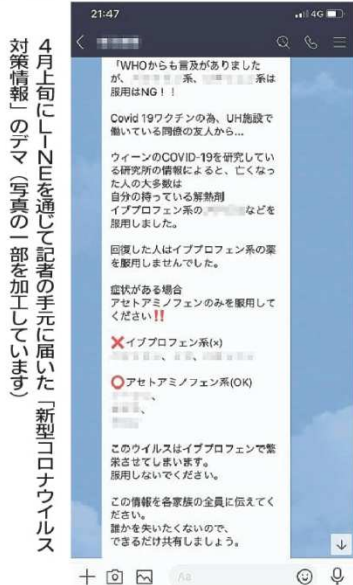 ４月上旬にＬＩＮＥを通じて記者の手元に届いた「新型コロナウイルス
対策情報」のデマ（写真の一部を加工しています）
21:47
4G
「WHOからも言及がありました
が、系、系は
服用はNG！！
Covid 19ワクチンの為、UH施設で
働いている同僚の友人から...
ウィーンのCOVID-19を研究してい
る研究所の情報によると、亡くなっ
た人の大多数は
自分の持っている解熱剤
イブプロフェン系のなどを
服用しました。
回復した人はイブプロフェン系の薬
を服用しませんでした。
症状がある場合
アセトアミノフェンのみを服用して
ください‼️
❌イブプロフェン系(×)
、、
⭕アセトアミノフェン系(OK)
、
、
このウイルスはイブプロフェンで繁
栄させてしまいます。
服用しないでください。
この情報を各家族の全員に伝えてく
ださい。
誰かを失いたくないので、
できるだけ共有しましょう。
Aa